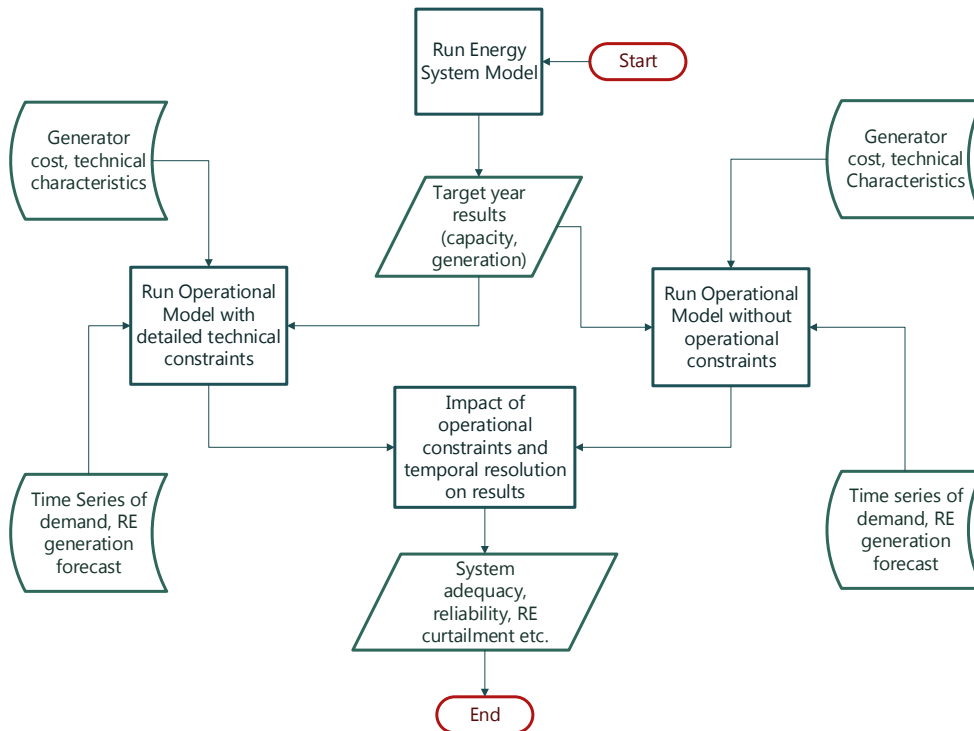 Run Energy
System Model
Start
Generator
cost, technical
characteristics
Generator
cost, technical
Characteristics
Target year
results
(capacity,
generation)
Run Operational
Model with
detailed technical
constraints
Run Operational
Model without
operational
constraints
Impact of
operational
constraints and
temporal resolution
on results
Time Series of
demand, RE
generation
forecast
Time series of
demand, RE
generation
forecast
System
adequacy,
reliability, RE
curtailment etc.
End